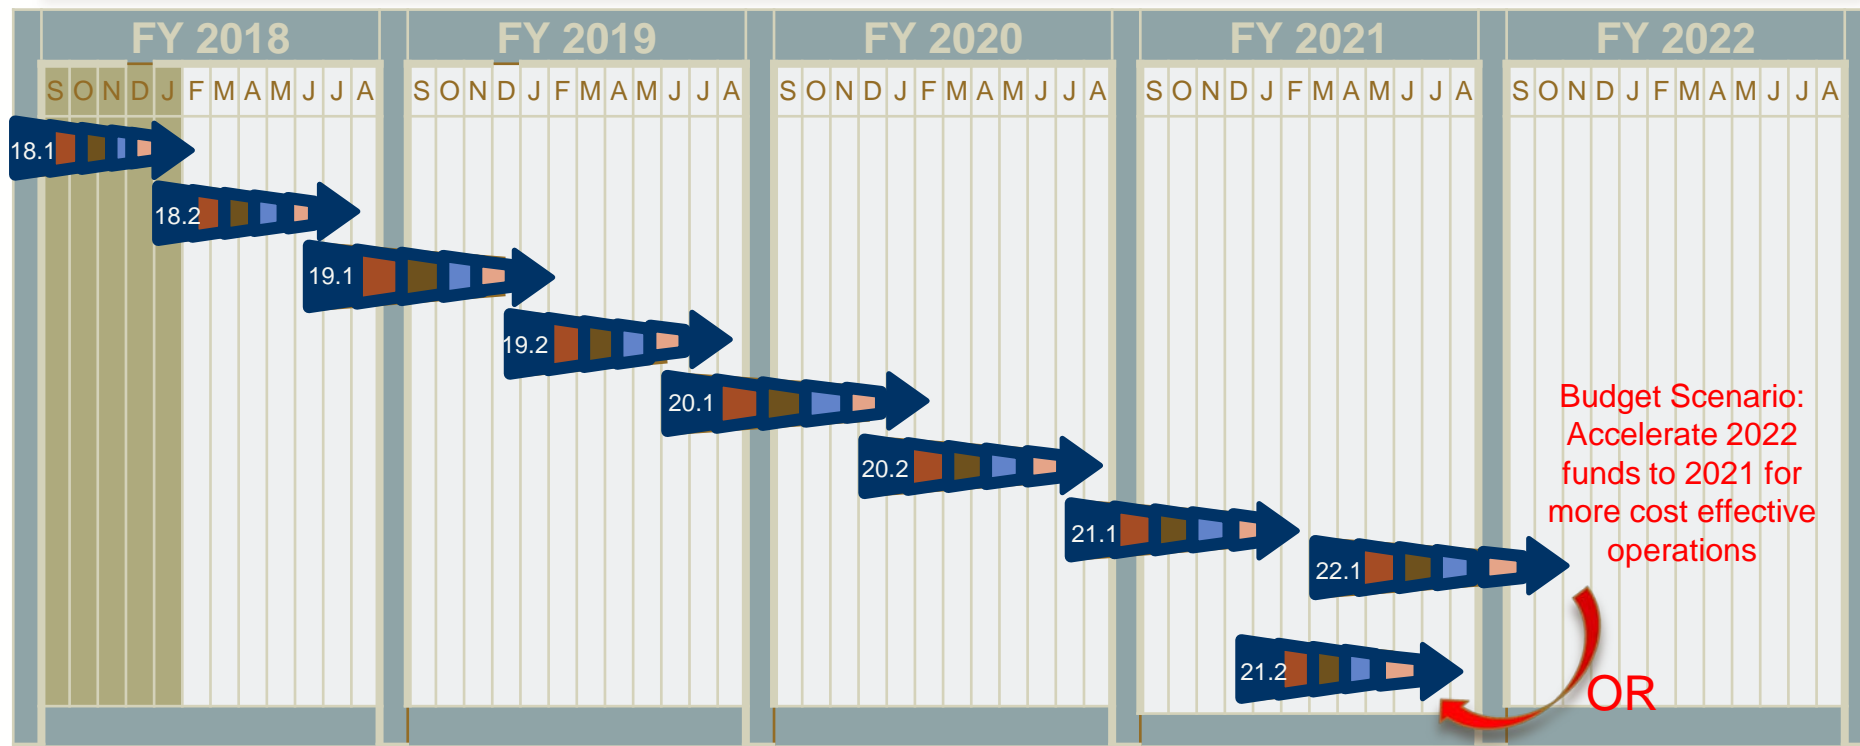 FY 2018 FY 2019 FY 2020 FY 2021 FY 2022
S O N D J F M A M J J A S O N D J F M A M J J A S O N D J F M A M J J A S O N D J F M A M J J A S O N D J F M A M J J A
18.1
18.2
19.1
19.2
20.1
20.2
21.1
22.1
21.2
Budget Scenario:
Accelerate 2022
funds to 2021 for
more cost effective
operations
OR